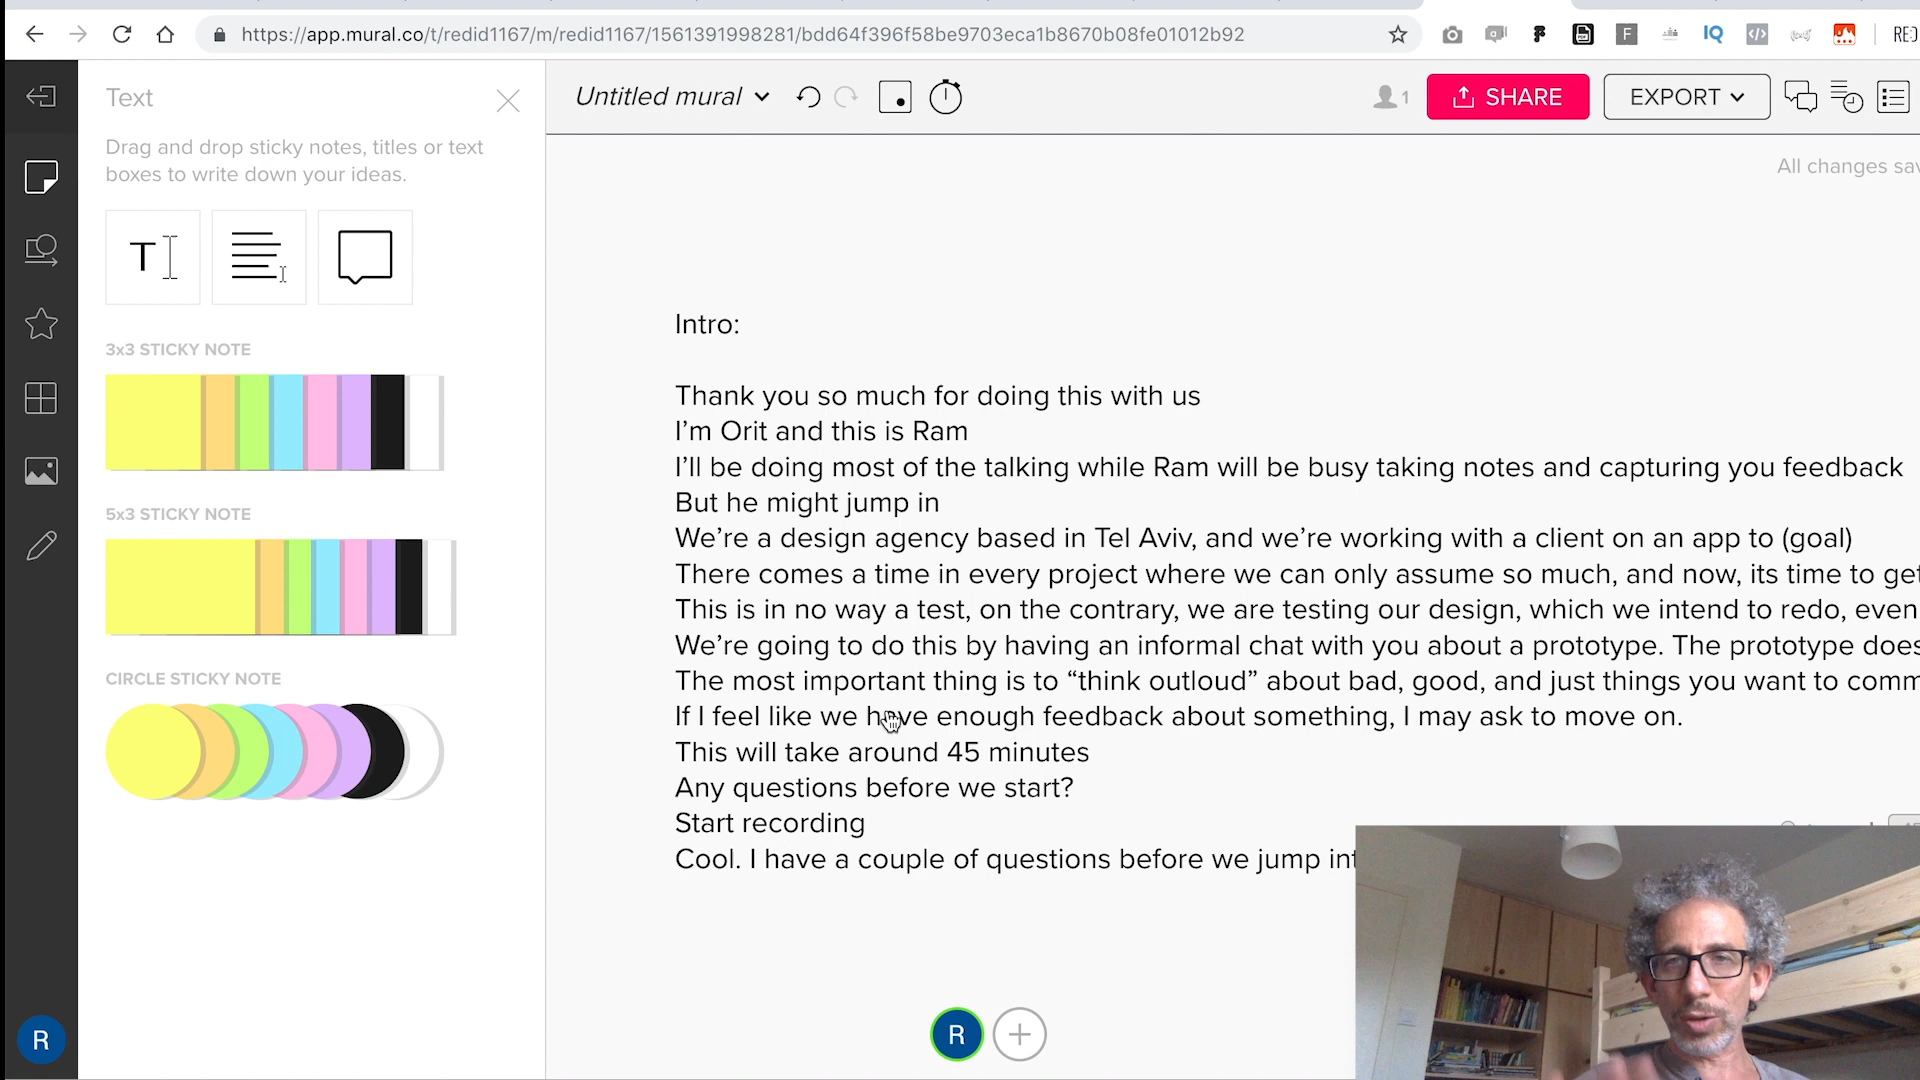 https://app.mural.co/t/redid1167/m/redid1167/1561391998281/bdd64f396f58be9703eca1b8670b08fe01012b92
IQ
F
Text
Drag and drop sticky notes, titles or text
boxes to write down your ideas.
T
3x3 STICKY NOTE
5x3 STICKY NOTE
CIRCLE STICKY NOTE
R
Untitled mural
1
SHARE
EXPORT
All changes
Intro:
Thank you so much for doing this with us
I’m Orit and this is Ram
I’ll be doing most of the talking while Ram will be busy taking notes and capturing you feedback
But he might jump in
We’re a design agency based in Tel Aviv, and we’re working with a client on an app to (goal)
There comes a time in every project where we can only assume so much, and now, its time to get
This is in no way a test, on the contrary, we are testing our design, which we intend to redo, even
We’re going to do this by having an informal chat with you about a prototype. The prototype does
The most important thing is to “think outloud” about bad, good, and just things you want to comm
If I feel like we have enough feedback about something, I may ask to move on.
This will take around 45 minutes
Any questions before we start?
Start recording
Cool. I have a couple of questions before we jump
R